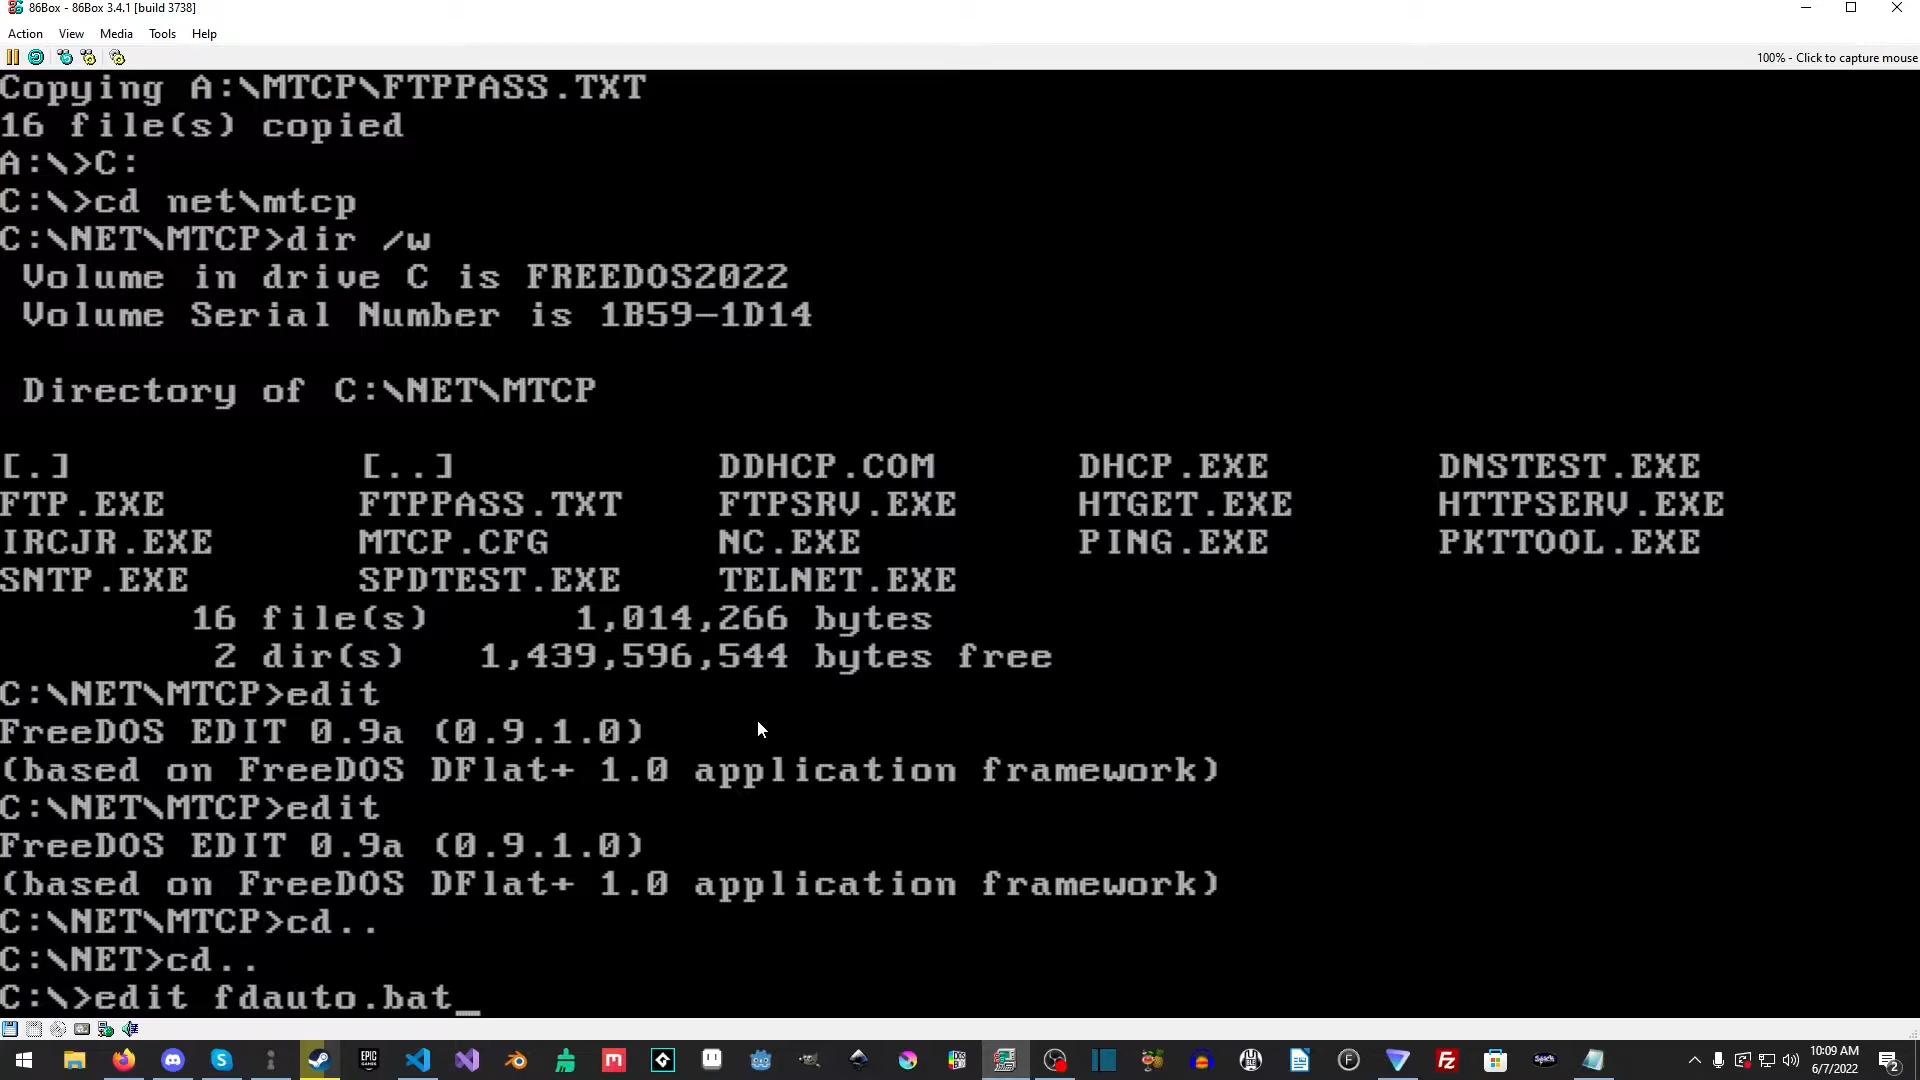 86Box - 86Box 3.4.1 [build 3738]
Action View Media Tools Help
100% - Click to capture mouse
Copying A:\MTCP\FTPPASS.TXT
16 file(s) copied
A:\>C:
C:\>cd net\mtcp
C:\NET\MTCP>dir /w
Volume in drive C is FREEDOS2022
Volume Serial Number is 1B59-1D14
Directory of C:\NET\MTCP
[.] [..] DDHCP.COM DHCP.EXE DNSTEST.EXE
FTP.EXE FTPPASS.TXT FTPSRV.EXE HTGET.EXE HTTPSERV.EXE
IRCJR.EXE MTCP.CFG NC.EXE PING.EXE PKTTOOL.EXE
SNTP.EXE SPDTEST.EXE TELNET.EXE
16 file(s) 1,014,266 bytes
2 dir(s) 1,439,596,544 bytes free
C:\NET\MTCP>edit
FreeDOS EDIT 0.9a (0.9.1.0)
(based on FreeDOS DFlat+ 1.0 application framework)
C:\NET\MTCP>edit
FreeDOS EDIT 0.9a (0.9.1.0)
(based on FreeDOS DFlat+ 1.0 application framework)
C:\NET\MTCP>cd..
C:\NET>cd..
C:\>edit fdauto.bat_
EPIC GAMES
10:09 AM
6/7/2022
2